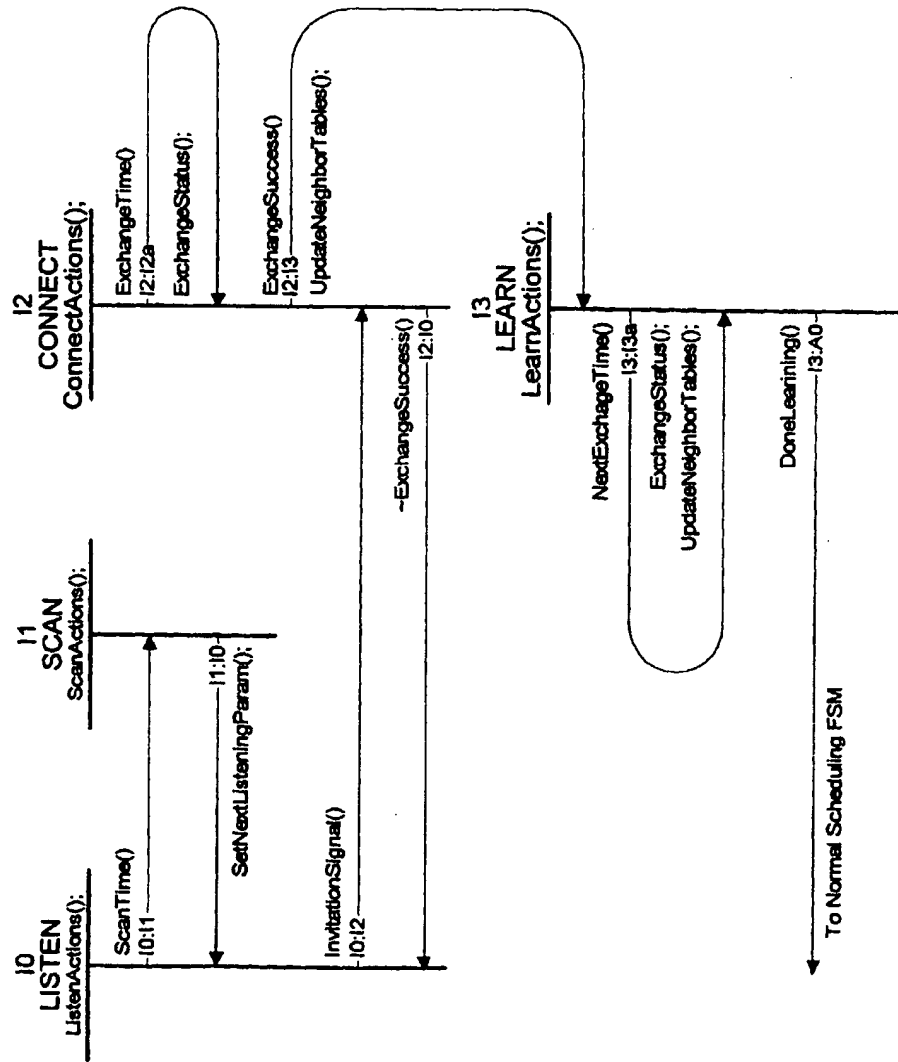 I0
LISTEN
ListenActions();
I1
SCAN
ScanActions();
I2
CONNECT
ConnectActions();
ScanTime()
I0:I1
I1:I0
SetNextListeningParam();
InvitationSignal()
I0:I2
~ExchangeSuccess()
I2:I0
ExchangeTime()
I2:I2a
ExchangeStatus();
ExchangeSuccess()
I2:I3
UpdateNeighborTables();
I3
LEARN
LearnActions();
NextExchageTime()
I3:I3a
ExchangeStatus();
UpdateNeighborTables();
DoneLearining()
I3:A0
To Normal Scheduling FSM